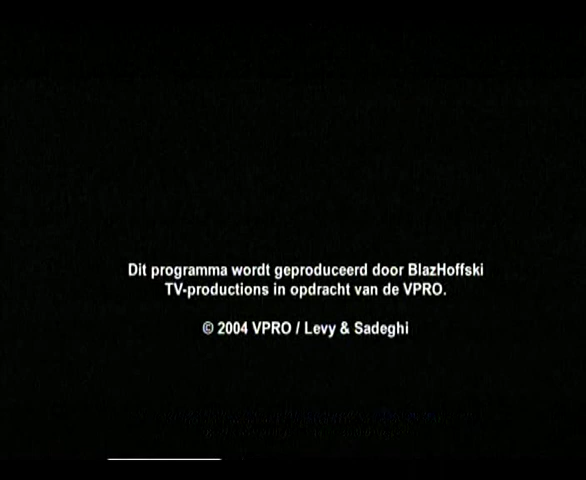 Dit programma wordt geproduceerd door BlazHoffski
TV-productions in opdracht van de VPRO.
© 2004 VPRO / Levy & Sadeghi